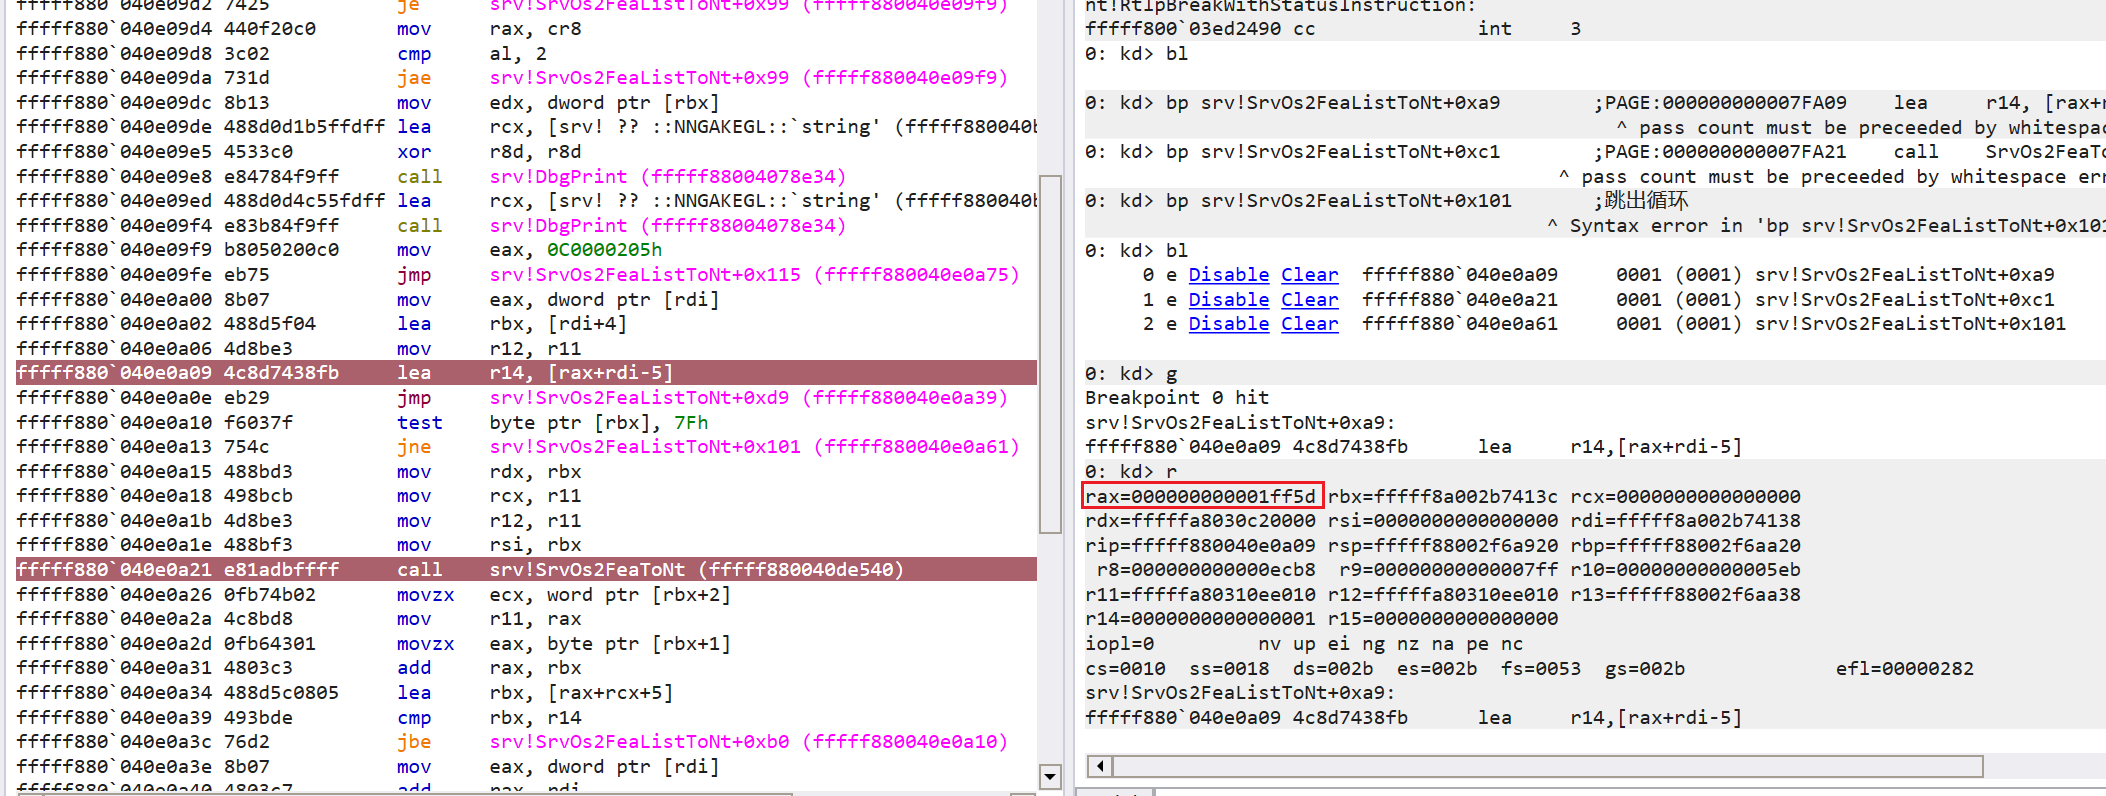 fffff880`040e09d2 7425 je srv!SrvOs2FeaListToNt+0x99 (fffff880040e09f9)
fffff880`040e09d4 440f20c0 mov rax, cr8
fffff880`040e09d8 3c02 cmp al, 2
fffff880`040e09da 731d jae srv!SrvOs2FeaListToNt+0x99 (fffff880040e09f9)
fffff880`040e09dc 8b13 mov edx, dword ptr [rbx]
fffff880`040e09de 488d0d1b5ffdff lea rcx, [srv! ?? ::NNGAKEGL::`string' (fffff880040b
fffff880`040e09e5 4533c0 xor r8d, r8d
fffff880`040e09e8 e84784f9ff call srv!DbgPrint (fffff88004078e34)
fffff880`040e09ed 488d0d4c55fdff lea rcx, [srv! ?? ::NNGAKEGL::`string' (fffff880040b
fffff880`040e09f4 e83b84f9ff call srv!DbgPrint (fffff88004078e34)
fffff880`040e09f9 b8050200c0 mov eax, 0C0000205h
fffff880`040e09fe eb75 jmp srv!SrvOs2FeaListToNt+0x115 (fffff880040e0a75)
fffff880`040e0a00 8b07 mov eax, dword ptr [rdi]
fffff880`040e0a02 488d5f04 lea rbx, [rdi+4]
fffff880`040e0a06 4d8be3 mov r12, r11
fffff880`040e0a09 4c8d7438fb lea r14, [rax+rdi-5]
fffff880`040e0a0e eb29 jmp srv!SrvOs2FeaListToNt+0xd9 (fffff880040e0a39)
fffff880`040e0a10 f6037f test byte ptr [rbx], 7Fh
fffff880`040e0a13 754c jne srv!SrvOs2FeaListToNt+0x101 (fffff880040e0a61)
fffff880`040e0a15 488bd3 mov rdx, rbx
fffff880`040e0a18 498bcb mov rcx, r11
fffff880`040e0a1b 4d8be3 mov r12, r11
fffff880`040e0a1e 488bf3 mov rsi, rbx
fffff880`040e0a21 e81adbffff call srv!SrvOs2FeaToNt (fffff880040de540)
fffff880`040e0a26 0fb74b02 movzx ecx, word ptr [rbx+2]
fffff880`040e0a2a 4c8bd8 mov r11, rax
fffff880`040e0a2d 0fb64301 movzx eax, byte ptr [rbx+1]
fffff880`040e0a31 4803c3 add rax, rbx
fffff880`040e0a34 488d5c0805 lea rbx, [rax+rcx+5]
fffff880`040e0a39 493bde cmp rbx, r14
fffff880`040e0a3c 76d2 jbe srv!SrvOs2FeaListToNt+0xb0 (fffff880040e0a10)
fffff880`040e0a3e 8b07 mov eax, dword ptr [rdi]
fffff880`040e0a40 4803c7 add rax, rdi
nt!RtlpBreakWithStatusInstruction:
fffff800`03ed2490 cc int 3
0: kd> bl
0: kd> bp srv!SrvOs2FeaListToNt+0xa9 ;PAGE:000000000007FA09 lea r14, [rax+r
^ pass count must be preceeded by whitespac
0: kd> bp srv!SrvOs2FeaListToNt+0xc1 ;PAGE:000000000007FA21 call SrvOs2FeaTo
^ pass count must be preceeded by whitespace err
0: kd> bp srv!SrvOs2FeaListToNt+0x101 ;跳出循环
^ Syntax error in 'bp srv!SrvOs2FeaListToNt+0x101
0: kd> bl
0 e Disable Clear fffff880`040e0a09 0001 (0001) srv!SrvOs2FeaListToNt+0xa9
1 e Disable Clear fffff880`040e0a21 0001 (0001) srv!SrvOs2FeaListToNt+0xc1
2 e Disable Clear fffff880`040e0a61 0001 (0001) srv!SrvOs2FeaListToNt+0x101
0: kd> g
Breakpoint 0 hit
srv!SrvOs2FeaListToNt+0xa9:
fffff880`040e0a09 4c8d7438fb lea r14,[rax+rdi-5]
0: kd> r
rax=000000000001ff5d rbx=fffff8a002b7413c rcx=0000000000000000
rdx=fffffa8030c20000 rsi=0000000000000000 rdi=fffff8a002b74138
rip=fffff880040e0a09 rsp=fffff88002f6a920 rbp=fffff88002f6aa20
r8=000000000000ecb8 r9=00000000000007ff r10=00000000000005eb
r11=fffffa80310ee010 r12=fffffa80310ee010 r13=fffff88002f6aa38
r14=0000000000000001 r15=0000000000000000
iopl=0 nv up ei ng nz na pe nc
cs=0010 ss=0018 ds=002b es=002b fs=0053 gs=002b efl=00000282
srv!SrvOs2FeaListToNt+0xa9:
fffff880`040e0a09 4c8d7438fb lea r14,[rax+rdi-5]